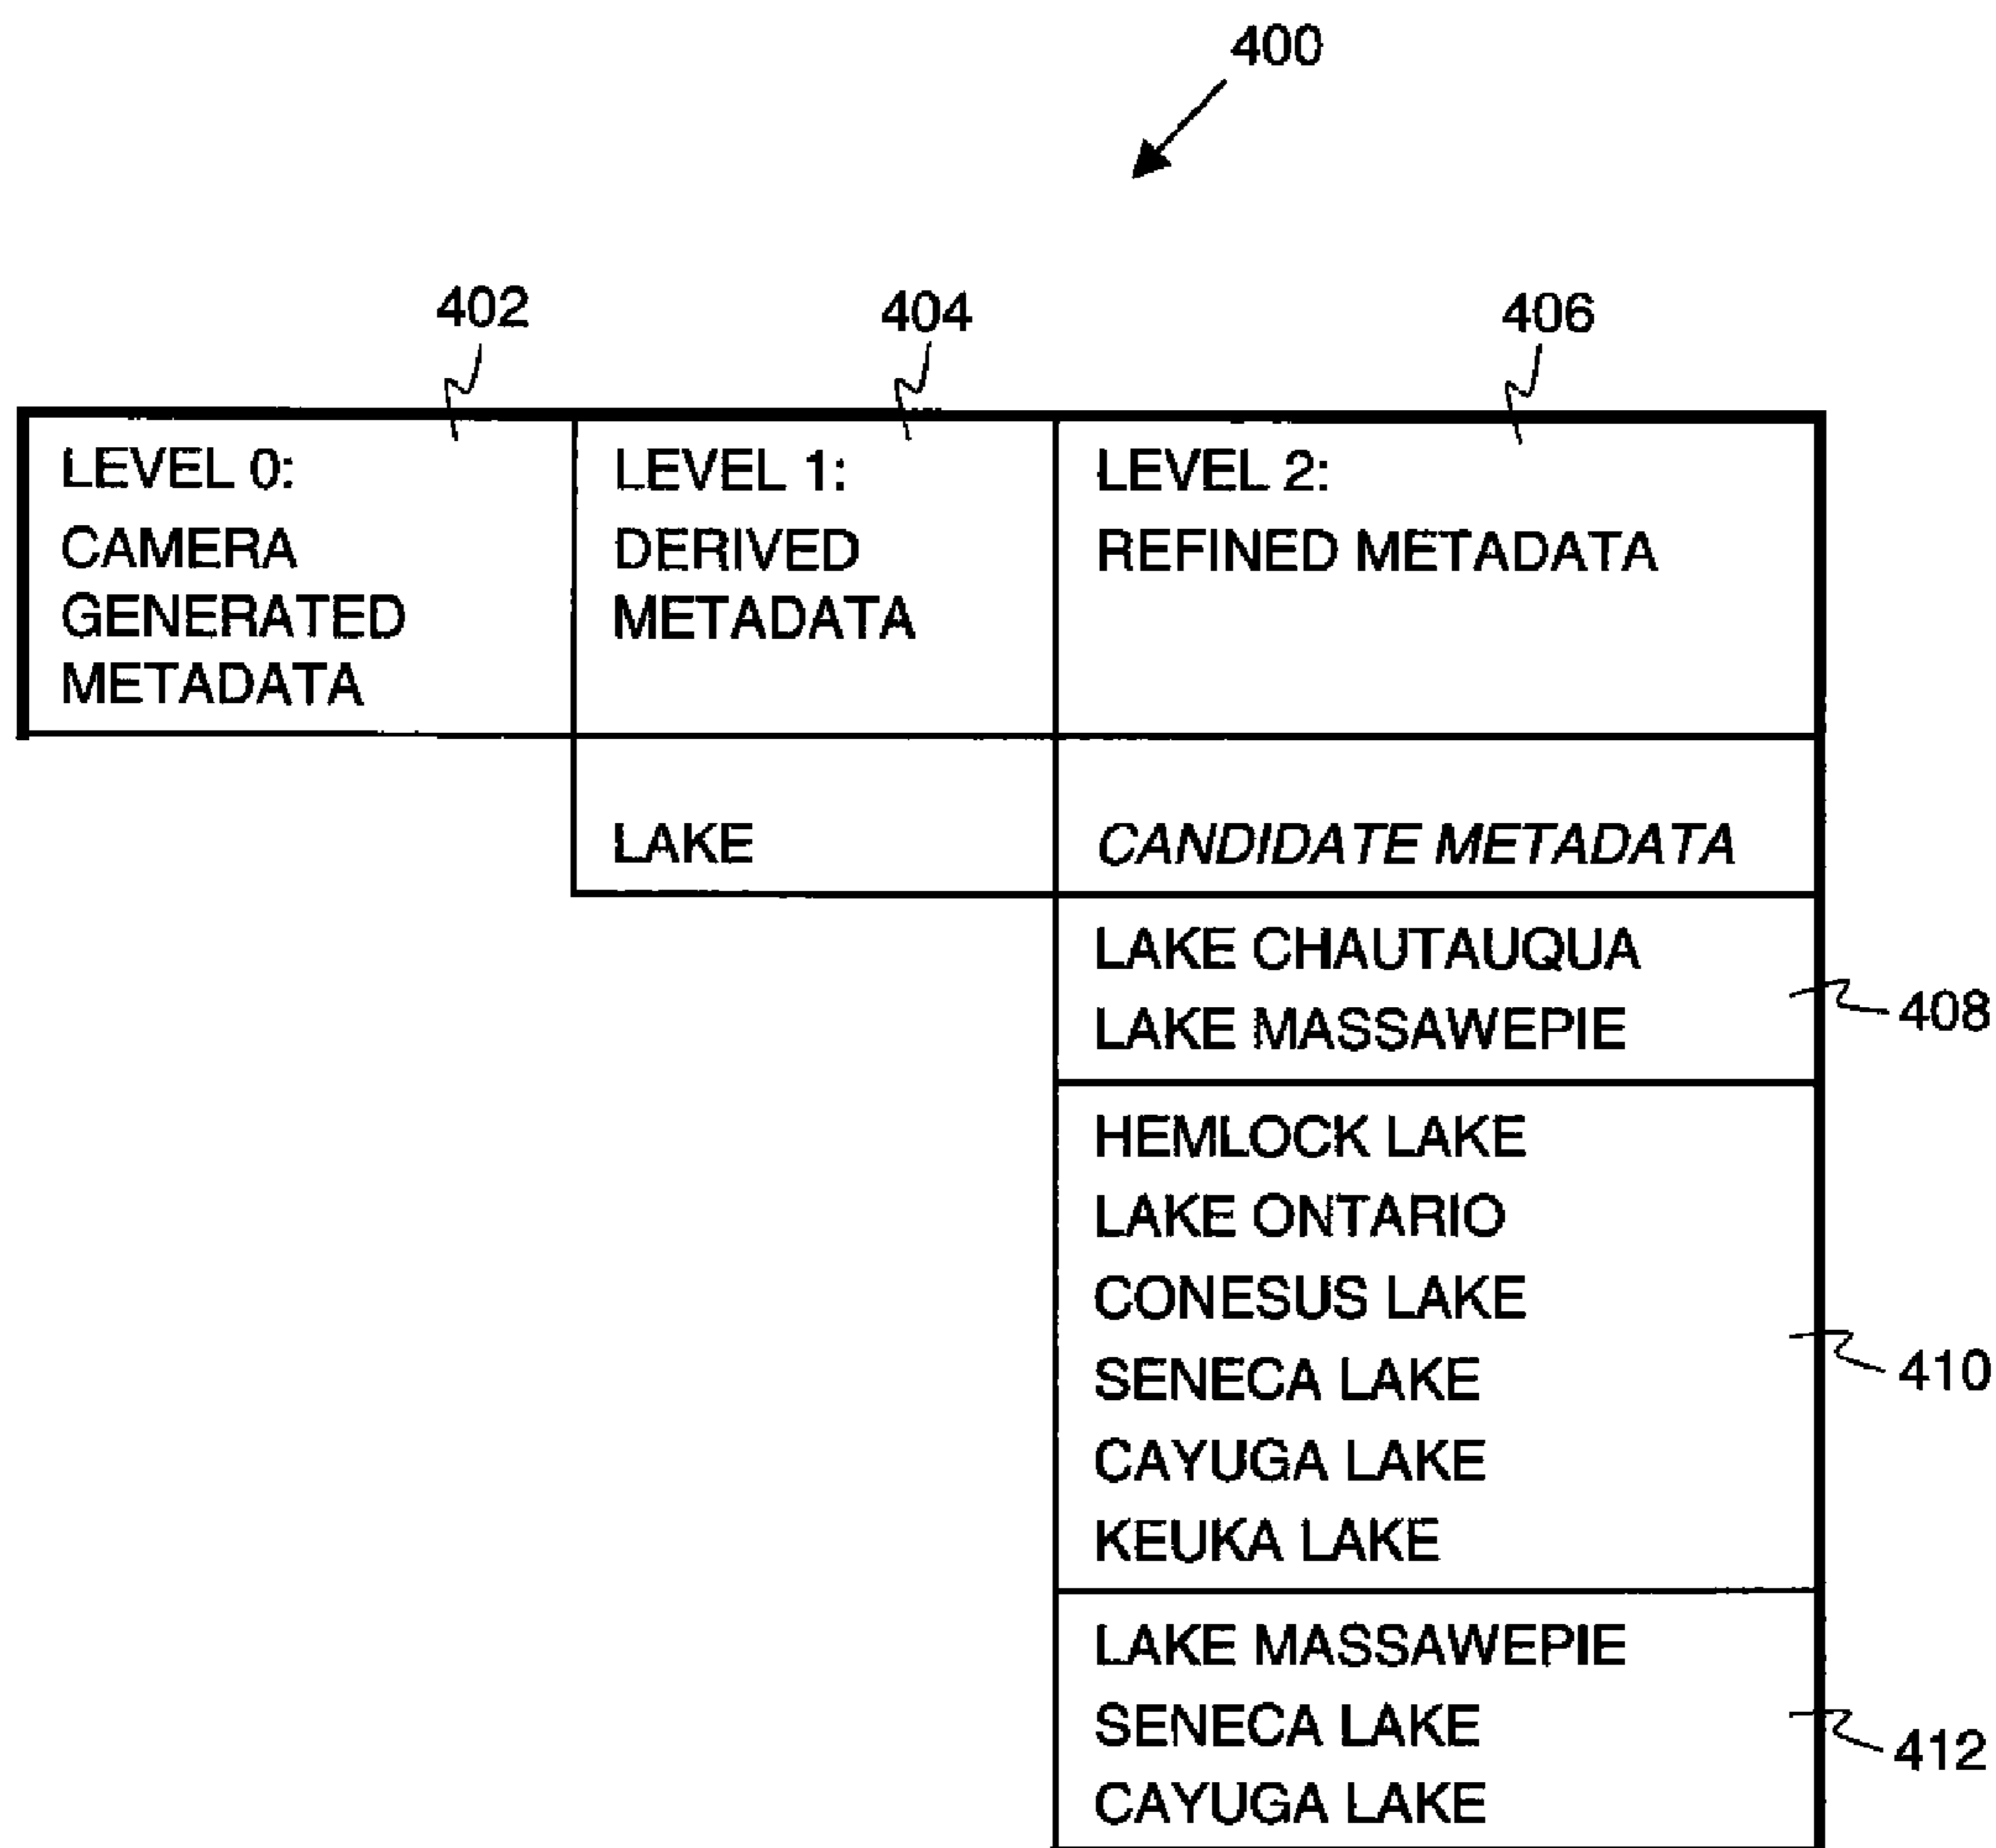 400
402
404
406
LEVEL 0:
CAMERA
GENERATED
METADATA
LEVEL 1:
DERIVED
METADATA
LEVEL 2:
REFINED METADATA
LAKE
CANDIDATE METADATA
LAKE CHAUTAUQUA
LAKE MASSAWEPIE
408
HEMLOCK LAKE
LAKE ONTARIO
CONESUS LAKE
SENECA LAKE
CAYUGA LAKE
KEUKA LAKE
410
LAKE MASSAWEPIE
SENECA LAKE
CAYUGA LAKE
412